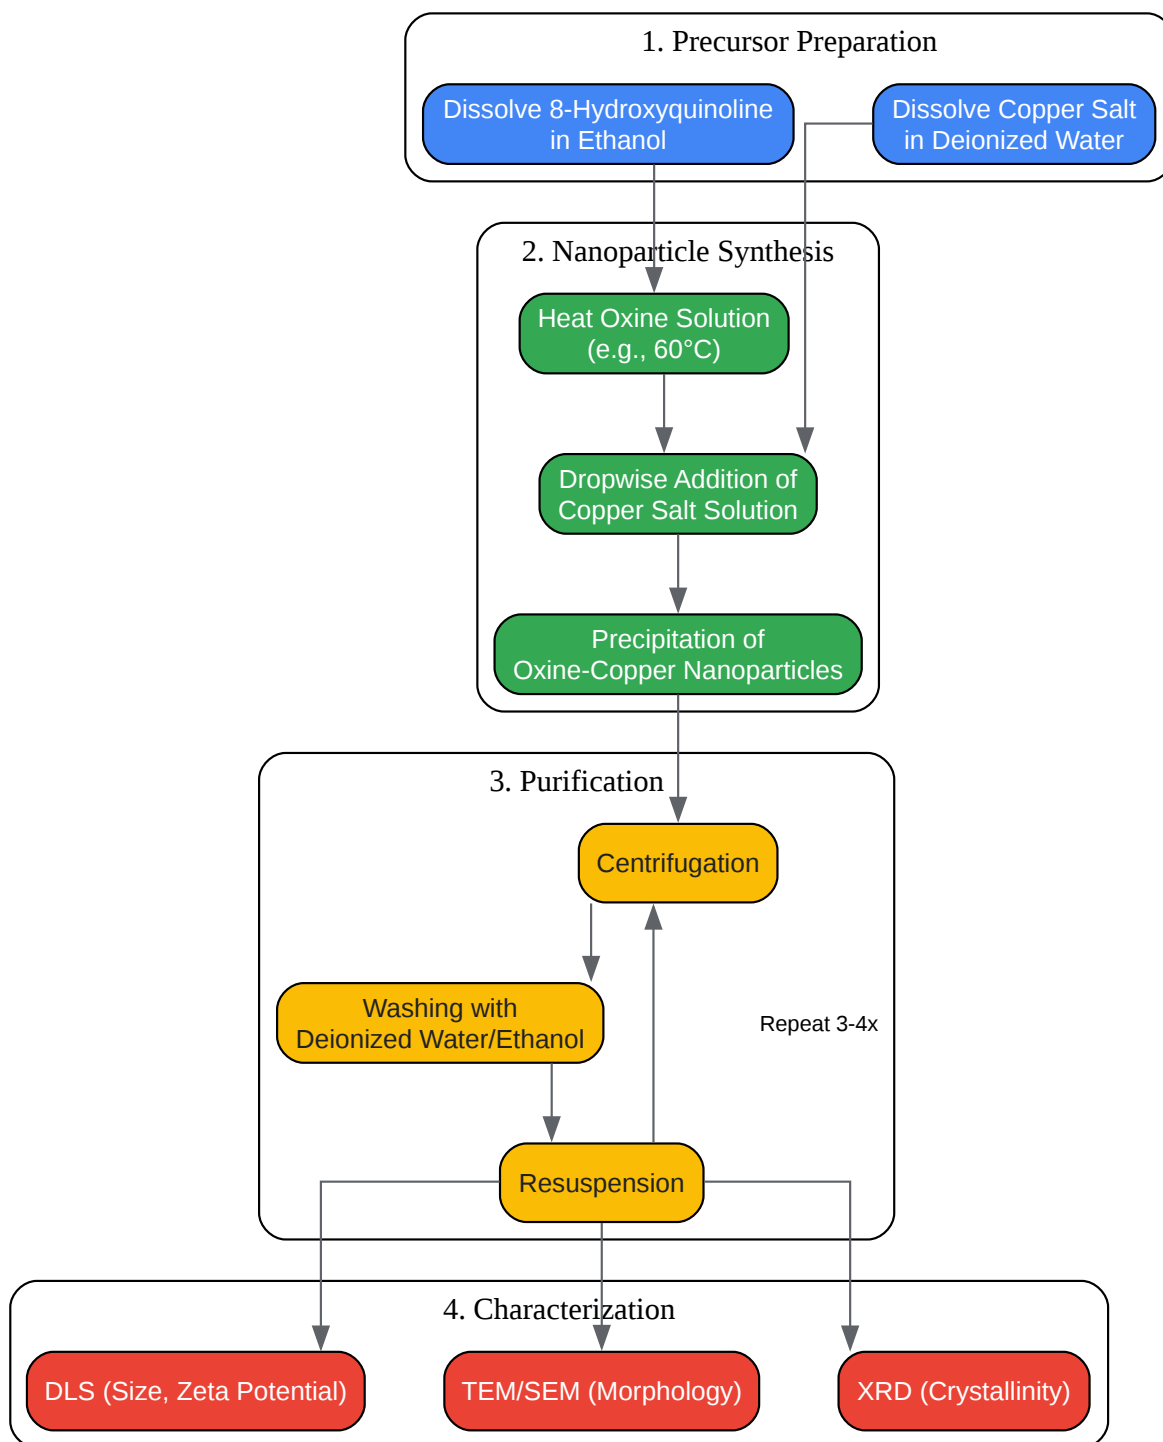 1. Precursor Preparation
Dissolve 8-Hydroxyquinoline
in Ethanol
Dissolve Copper Salt
in Deionized Water
2. Nanoparticle Synthesis
Heat Oxine Solution
(e.g., 60°C)
Dropwise Addition of
Copper Salt Solution
Precipitation of
Oxine-Copper Nanoparticles
3. Purification
Centrifugation
Washing with
Deionized Water/Ethanol
Repeat 3-4x
Resuspension
4. Characterization
DLS (Size, Zeta Potential)
TEM/SEM (Morphology)
XRD (Crystallinity)